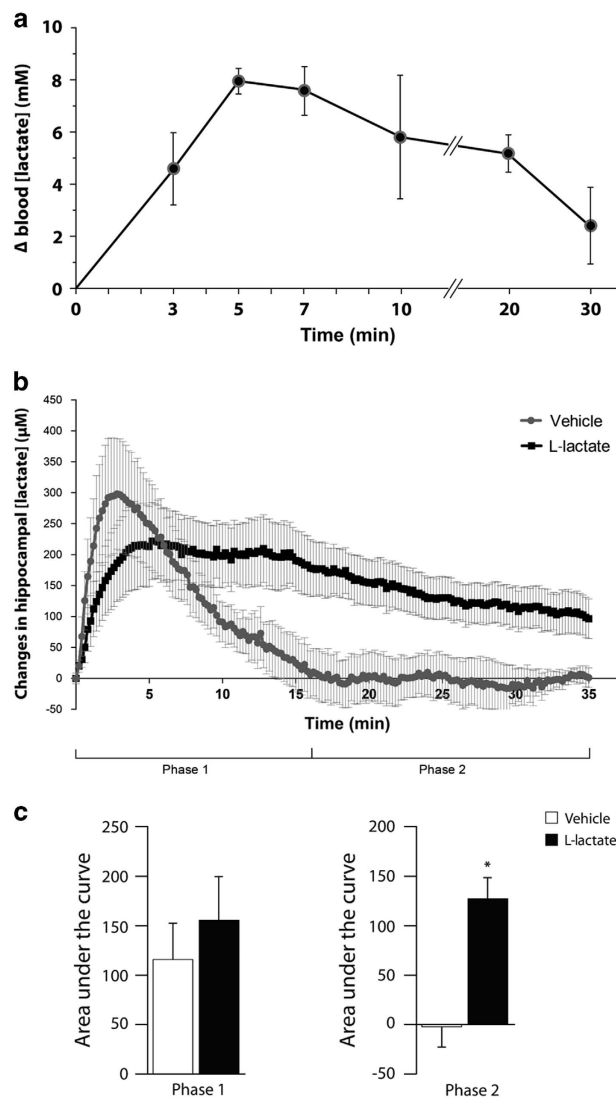 a
Δ blood [lactate] (mM)
10
8
6
4
2
0
0 3 5 7 10 20 30
Time (min)
b
Changes in hippocampal [lactate] (µM)
450
400
350
300
250
200
150
100
50
0
-50
Vehicle
L-lactate
5 10 15 20 25 30 35
Time (min)
Phase 1 Phase 2
c
Vehicle
L-lactate
Area under the curve
250
200
150
100
50
0
Phase 1
Area under the curve
200
150
100
50
0
-50
*
Phase 2